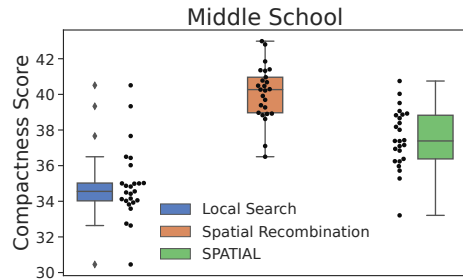 Middle School
Compactness Score
42
40
38
36
34
32
30
Local Search
Spatial Recombination
SPATIAL